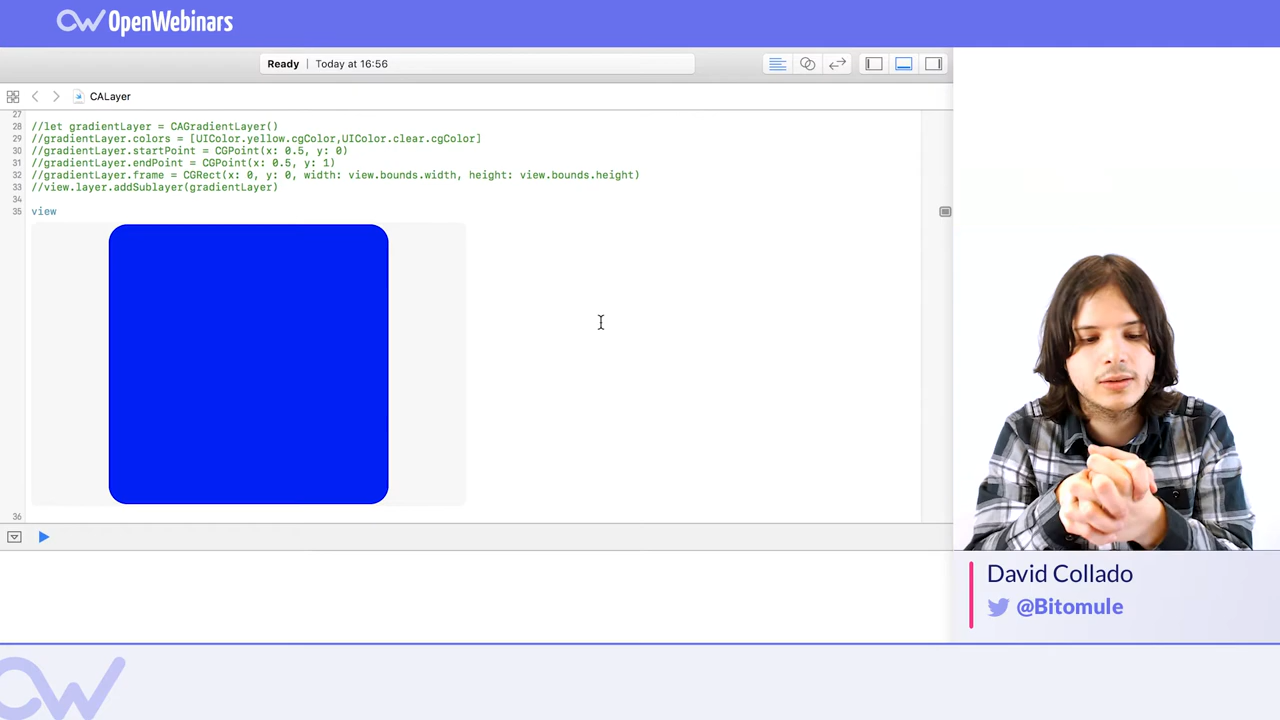 OpenWebinars
Ready | Today at 16:56
CALayer
27
28 //let gradientLayer = CAGradientLayer()
29 //gradientLayer.colors = [UIColor.yellow.cgColor,UIColor.clear.cgColor]
30 //gradientLayer.startPoint = CGPoint(x: 0.5, y: 0)
31 //gradientLayer.endPoint = CGPoint(x: 0.5, y: 1)
32 //gradientLayer.frame = CGRect(x: 0, y: 0, width: view.bounds.width, height: view.bounds.height)
33 //view.layer.addSublayer(gradientLayer)
34
35 view
36
David Collado
@Bitomule